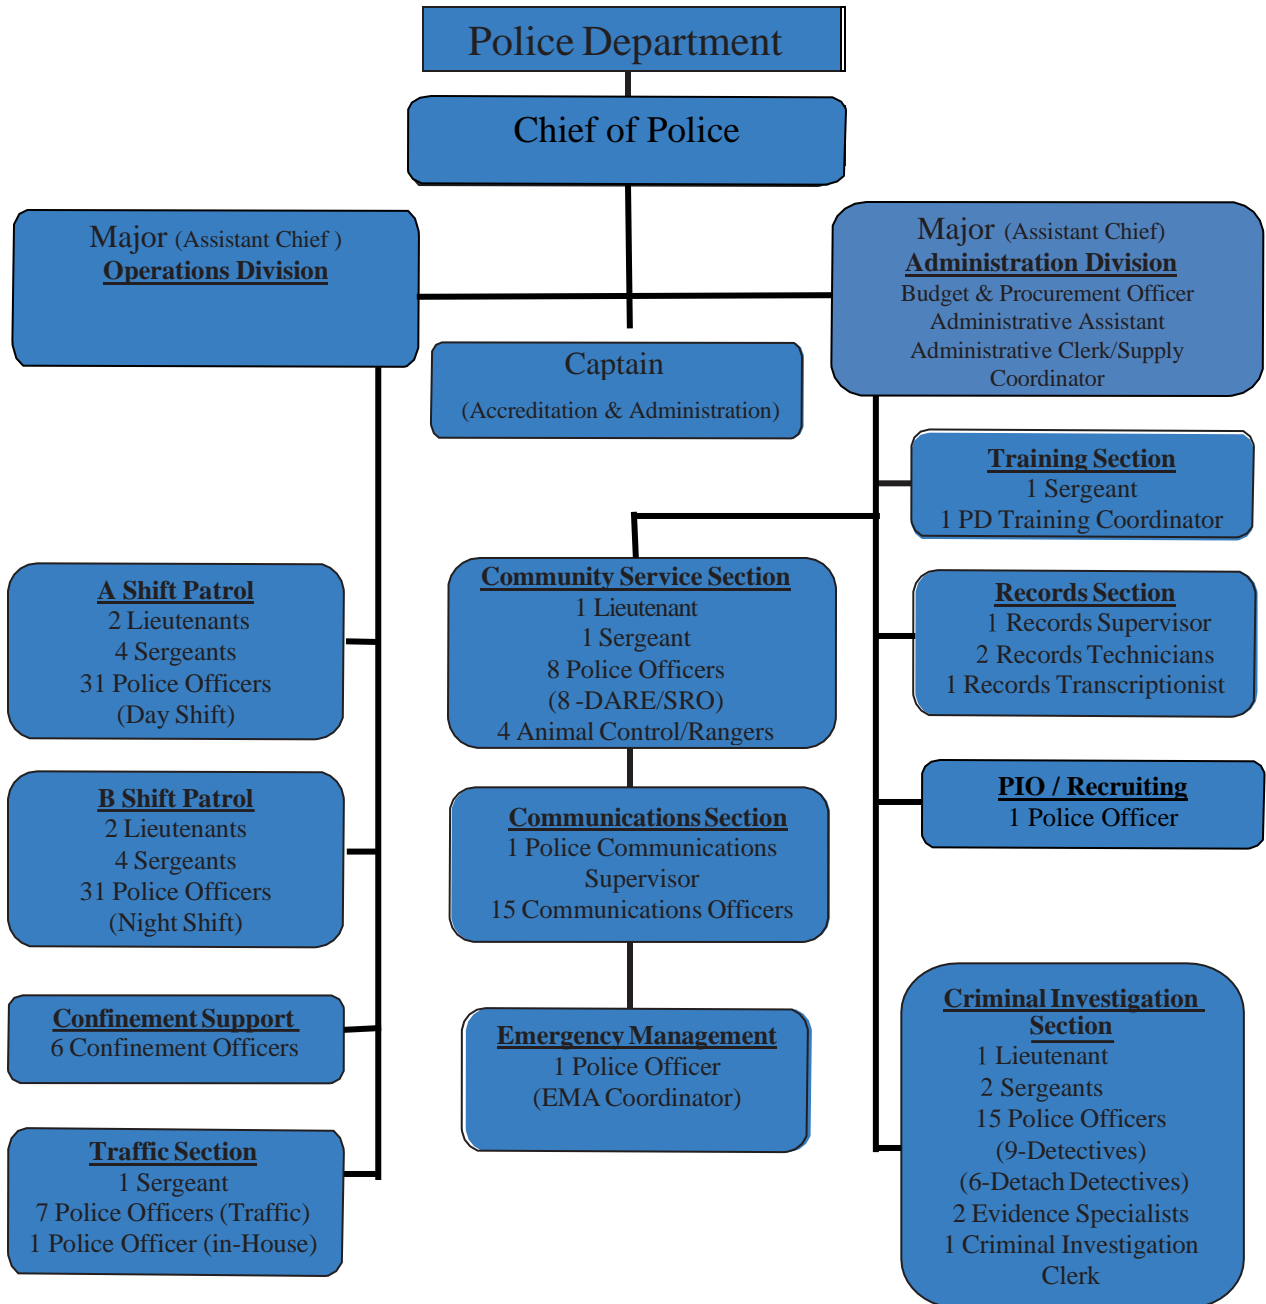 Police Department
Chief of Police
Major (Assistant Chief )
Operations Division
Major (Assistant Chief)
Administration Division
Budget & Procurement Officer
Administrative Assistant
Administrative Clerk/Supply
Coordinator
Captain
(Accreditation & Administration)
Training Section
1 Sergeant
1 PD Training Coordinator
A Shift Patrol
2 Lieutenants
4 Sergeants
31 Police Officers
(Day Shift)
Community Service Section
1 Lieutenant
1 Sergeant
8 Police Officers
(8 -DARE/SRO)
4 Animal Control/Rangers
Records Section
1 Records Supervisor
2 Records Technicians
1 Records Transcriptionist
B Shift Patrol
2 Lieutenants
4 Sergeants
31 Police Officers
(Night Shift)
Communications Section
1 Police Communications
Supervisor
15 Communications Officers
PIO / Recruiting
1 Police Officer
Confinement Support
6 Confinement Officers
Emergency Management
1 Police Officer
(EMA Coordinator)
Criminal Investigation
Section
1 Lieutenant
2 Sergeants
15 Police Officers
(9-Detectives)
(6-Detach Detectives)
2 Evidence Specialists
1 Criminal Investigation
Clerk
Traffic Section
1 Sergeant
7 Police Officers (Traffic)
1 Police Officer (in-House)